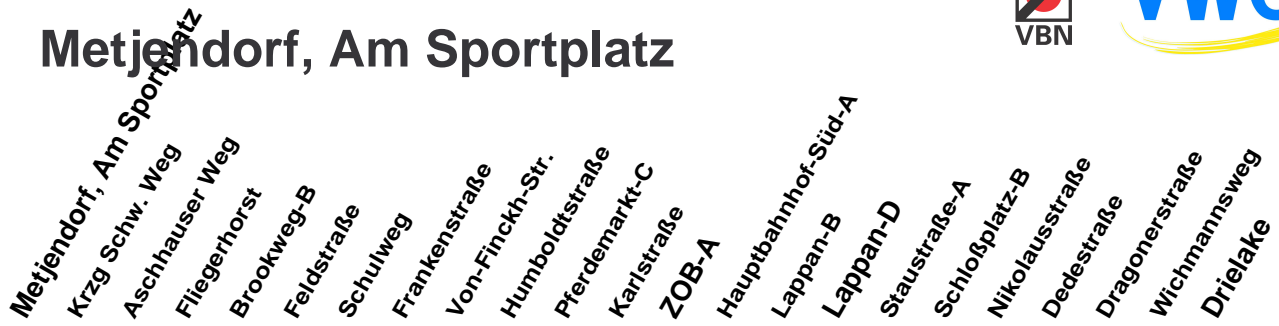 Metjendorf, Am Sportplatz
VBN
VWG
Metjendorf, Am Sportplatz
Krzg Schw. Weg
Aschhauser Weg
Fliegerhorst
Brookweg-B
Feldstraße
Schulweg
Frankenstraße
Von-Finckh-Str.
Humboldtstraße
Pferdemarkt-C
Karlstraße
ZOB-A
Hauptbahnhof-Süd-A
Lappan-B
Lappan-D
Staustraße-A
Schloßplatz-B
Nikolausstraße
Dedestraße
Dragonerstraße
Wichmannsweg
Drielake